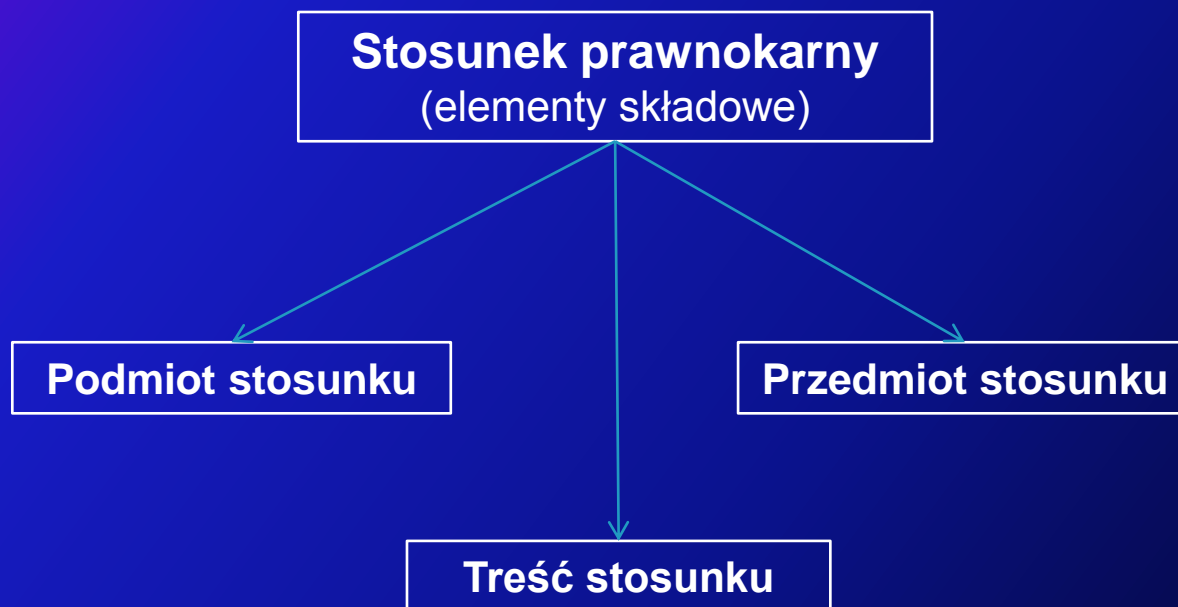 Stosunek prawnokarny
(elementy składowe)
Podmiot stosunku
Przedmiot stosunku
Treść stosunku